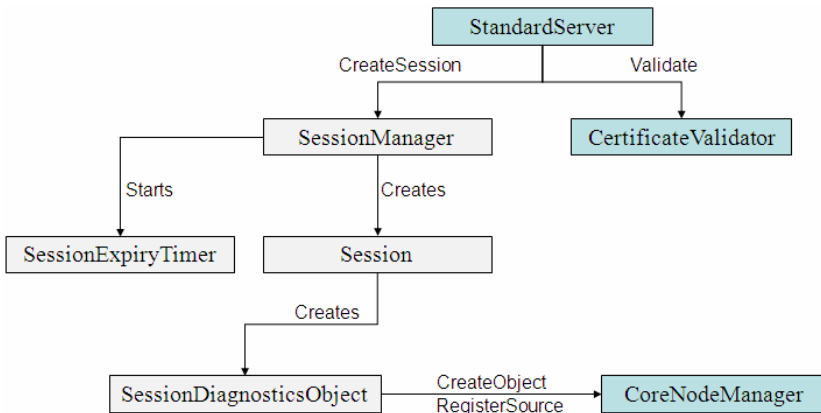 StandardServer
CreateSession
Validate
SessionManager
CertificateValidator
Starts
Creates
SessionExpiryTimer
Session
Creates
SessionDiagnosticsObject
CreateObject
RegisterSource
CoreNodeManager